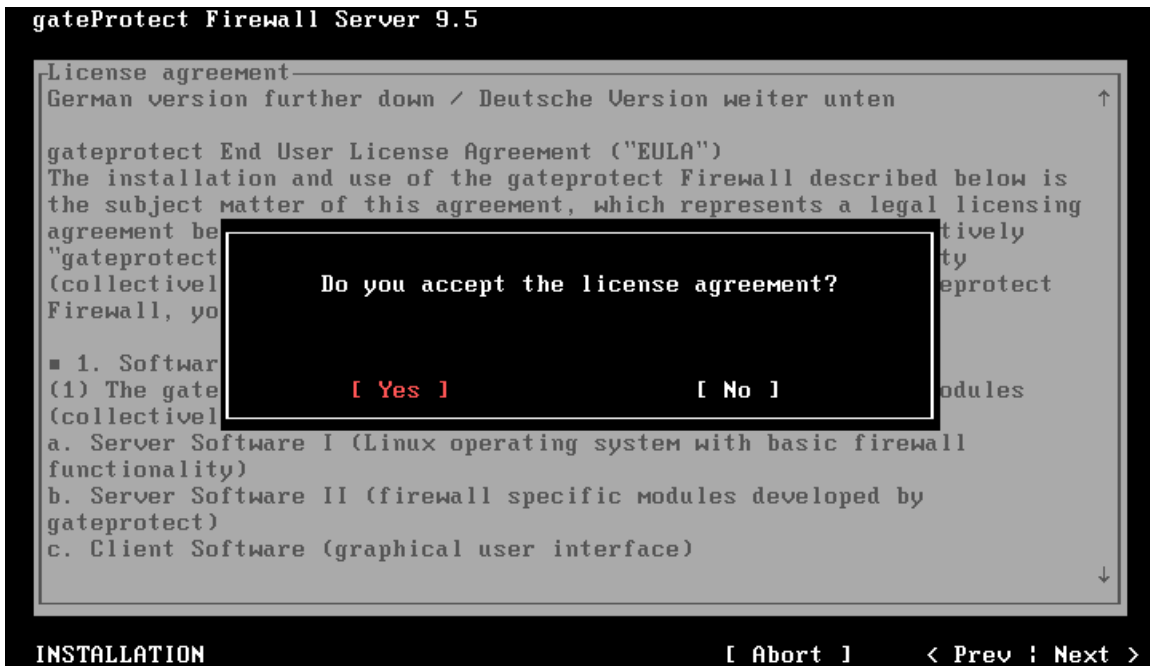 gateProtect Firewall Server 9.5
License agreement
German version further down / Deutsche Version weiter unten ↑
gateprotect End User License Agreement ("EULA")
The installation and use of the gateprotect Firewall described below is
the subject matter of this agreement, which represents a legal licensing
agreement be tively
"gateprotect ty
(collectivel Do you accept the license agreement? eprotect
Firewall, yo
■ 1. Softwar
(1) The gate [ Yes ] [ No ] odules
(collectivel
a. Server Software I (Linux operating system with basic firewall
functionality)
b. Server Software II (firewall specific modules developed by
gateprotect)
c. Client Software (graphical user interface)
↓
INSTALLATION [ Abort ] < Prev ¦ Next >